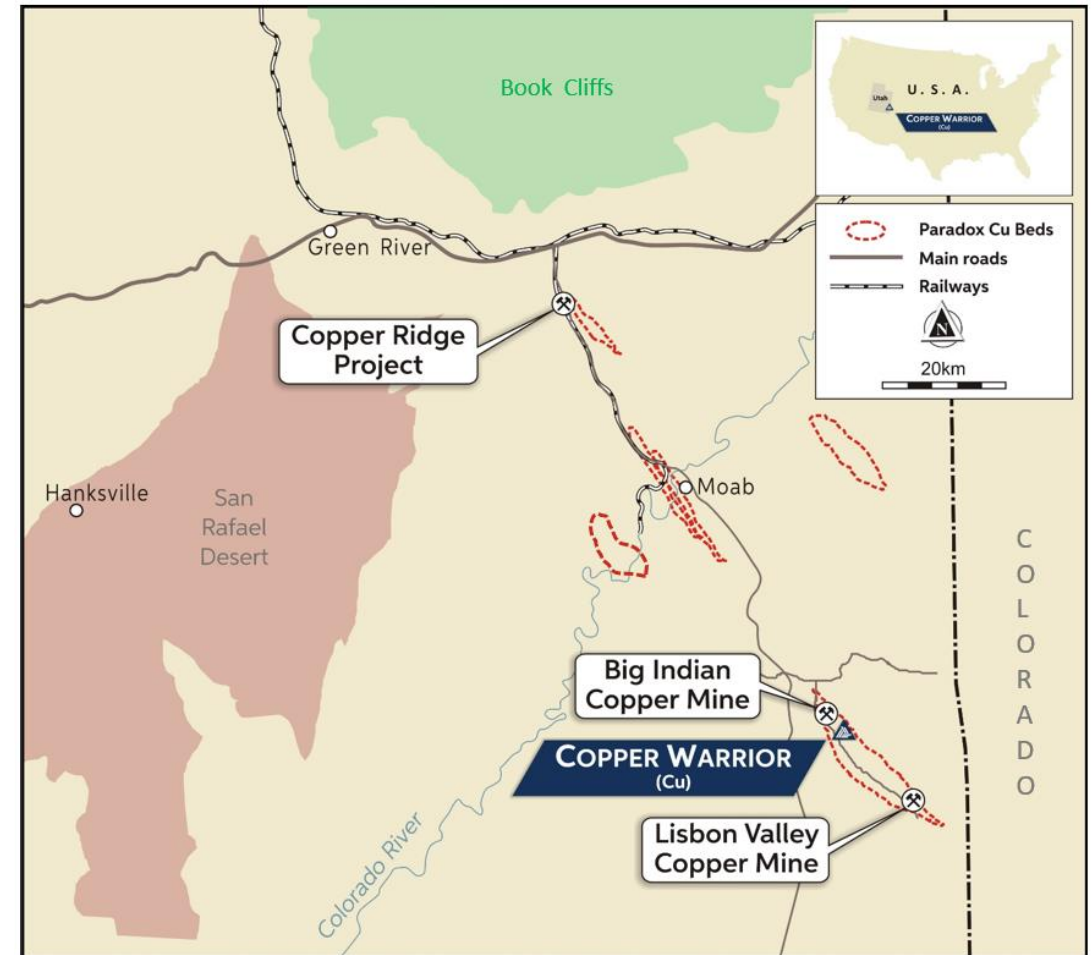 Book Cliffs
U. S. A.
Utah
COPPER WARRIOR
(Cu)
Paradox Cu Beds
Main roads
Railways
N
20km
Green River
Copper Ridge
Project
Hanksville
San
Rafael
Desert
Moab
COLORADO
Big Indian
Copper Mine
COPPER WARRIOR
(Cu)
Lisbon Valley
Copper Mine
Colorado River